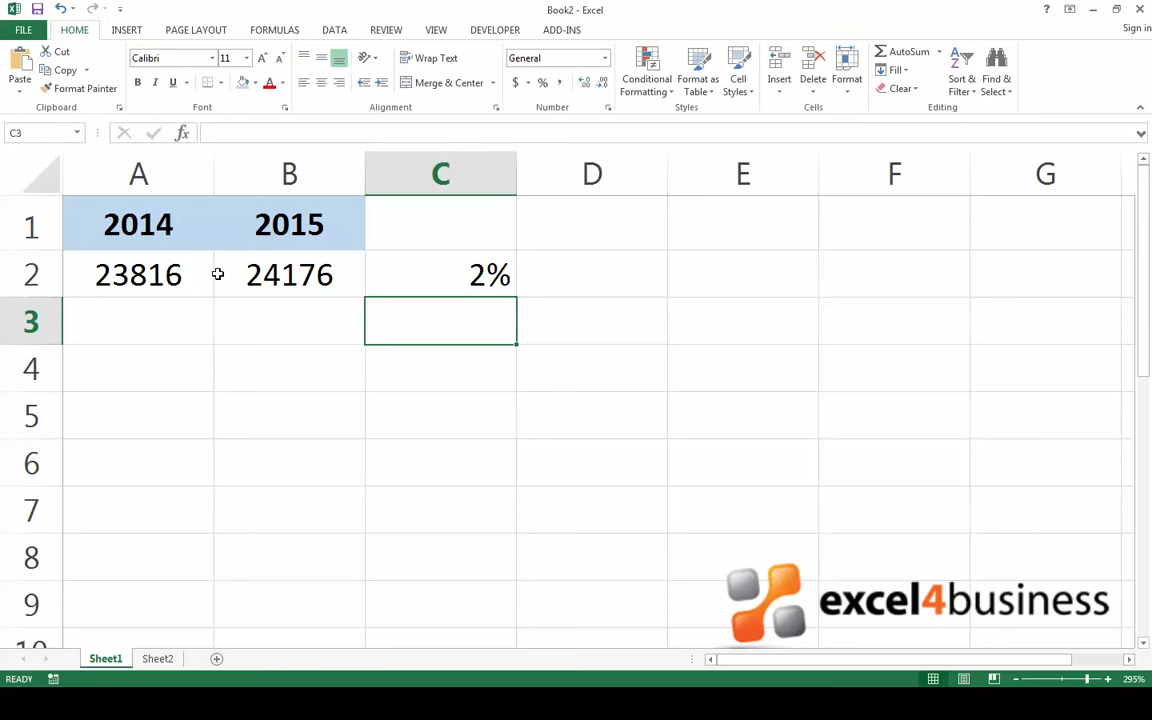 Book2 - Excel
Sign in
FILE HOME INSERT PAGE LAYOUT FORMULAS DATA REVIEW VIEW DEVELOPER ADD-INS
Paste
Cut
Copy
Format Painter
Clipboard
Calibri 11
B I U
Font
Wrap Text
Merge & Center
Alignment
General
$ % ,
Number
Conditional Formatting
Format as Table
Cell Styles
Styles
Insert Delete Format
Cells
AutoSum
Fill
Clear
Sort & Filter
Find & Select
Editing
C3 fx
A B C D E F G
1 2014 2015
2 23816 24176 2%
3
4
5
6
7
8
9
10
excel4business
Sheet1 Sheet2
READY 295%